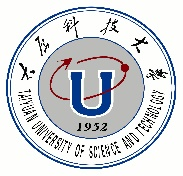 太原科技大学
U
1952
TAIYUAN UNIVERSITY OF SCIENCE AND TECHNOLOGY